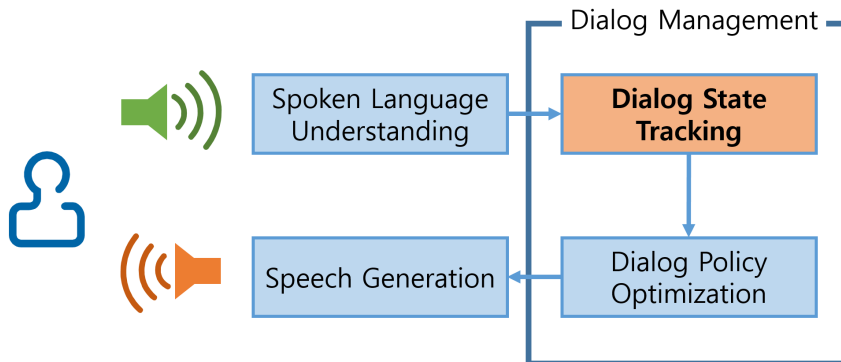 Dialog Management
Spoken Language
Understanding
Dialog State
Tracking
Speech Generation
Dialog Policy
Optimization